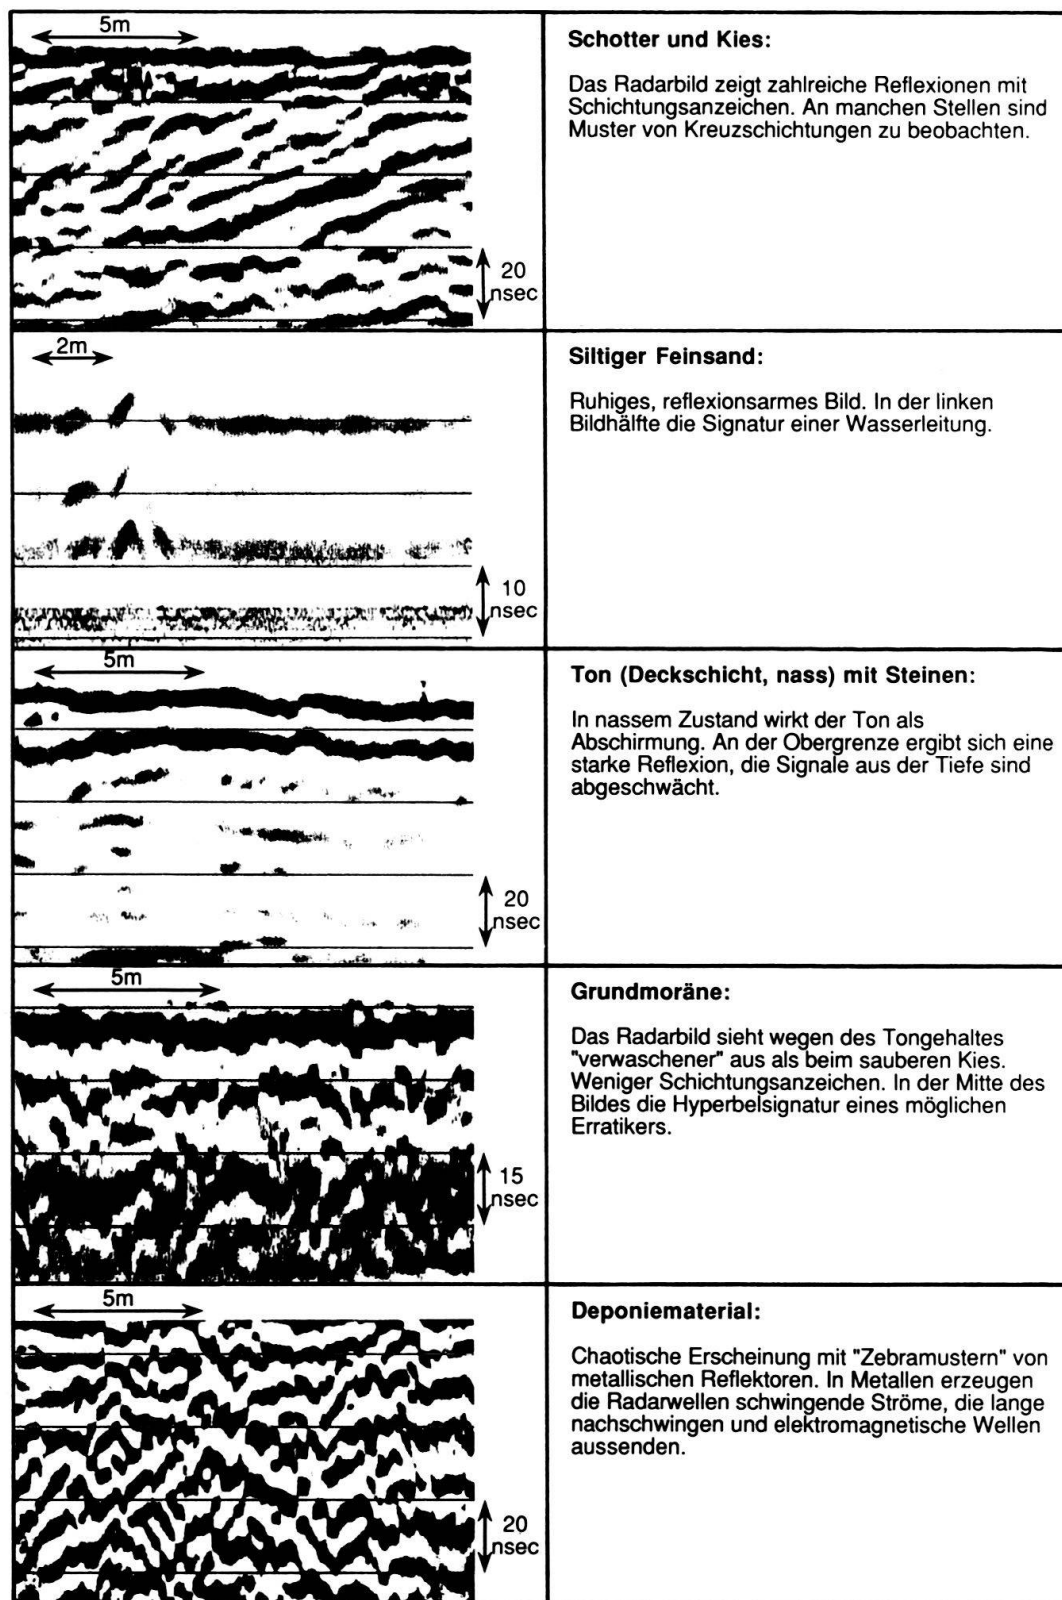 5m
20
nsec
Schotter und Kies:
Das Radarbild zeigt zahlreiche Reflexionen mit
Schichtungsanzeichen. An manchen Stellen sind
Muster von Kreuzschichtungen zu beobachten.
2m
10
nsec
Siltiger Feinsand:
Ruhiges, reflexionsarmes Bild. In der linken
Bildhälfte die Signatur einer Wasserleitung.
5m
20
nsec
Ton (Deckschicht, nass) mit Steinen:
In nassem Zustand wirkt der Ton als
Abschirmung. An der Obergrenze ergibt sich eine
starke Reflexion, die Signale aus der Tiefe sind
abgeschwächt.
5m
15
nsec
Grundmoräne:
Das Radarbild sieht wegen des Tongehaltes
"verwaschener" aus als beim sauberen Kies.
Weniger Schichtungsanzeichen. In der Mitte des
Bildes die Hyperbelsignatur eines möglichen
Erratikers.
5m
20
nsec
Deponiematerial:
Chaotische Erscheinung mit "Zebramustern" von
metallischen Reflektoren. In Metallen erzeugen
die Radarwellen schwingende Ströme, die lange
nachschwingen und elektromagnetische Wellen
aussenden.